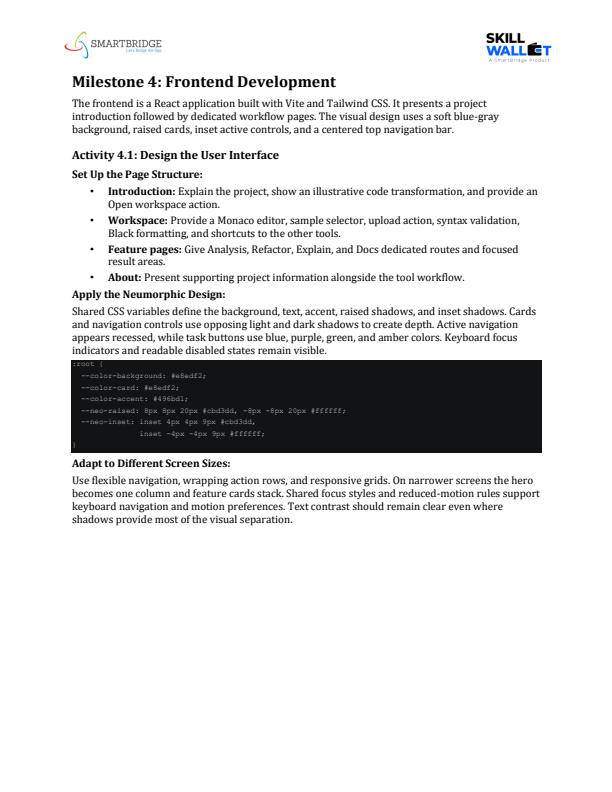 SMARTBRIDGE
Let's Bridge the Gap
SKILL
WALLET
A SmartBridge Product
Milestone 4: Frontend Development
The frontend is a React application built with Vite and Tailwind CSS. It presents a project
introduction followed by dedicated workflow pages. The visual design uses a soft blue-gray
background, raised cards, inset active controls, and a centered top navigation bar.
Activity 4.1: Design the User Interface
Set Up the Page Structure:
• Introduction: Explain the project, show an illustrative code transformation, and provide an
Open workspace action.
• Workspace: Provide a Monaco editor, sample selector, upload action, syntax validation,
Black formatting, and shortcuts to the other tools.
• Feature pages: Give Analysis, Refactor, Explain, and Docs dedicated routes and focused
result areas.
• About: Present supporting project information alongside the tool workflow.
Apply the Neumorphic Design:
Shared CSS variables define the background, text, accent, raised shadows, and inset shadows. Cards
and navigation controls use opposing light and dark shadows to create depth. Active navigation
appears recessed, while task buttons use blue, purple, green, and amber colors. Keyboard focus
indicators and readable disabled states remain visible.
:root {
--color-background: #e8edf2;
--color-card: #e8edf2;
--color-accent: #496bd1;
--neo-raised: 8px 8px 20px #cbd3dd, -8px -8px 20px #ffffff;
--neo-inset: inset 4px 4px 9px #cbd3dd,
inset -4px -4px 9px #ffffff;
}
Adapt to Different Screen Sizes:
Use flexible navigation, wrapping action rows, and responsive grids. On narrower screens the hero
becomes one column and feature cards stack. Shared focus styles and reduced-motion rules support
keyboard navigation and motion preferences. Text contrast should remain clear even where
shadows provide most of the visual separation.